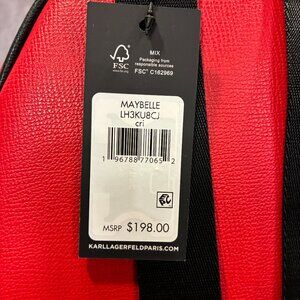 MIX
Packaging from
responsible sources
FSC
FSC® C162969
MAYBELLE
LH3KU8CJ
cri
1 96788 77065 2
MSRP $198.00
KARLLAGERFELDPARIS.COM